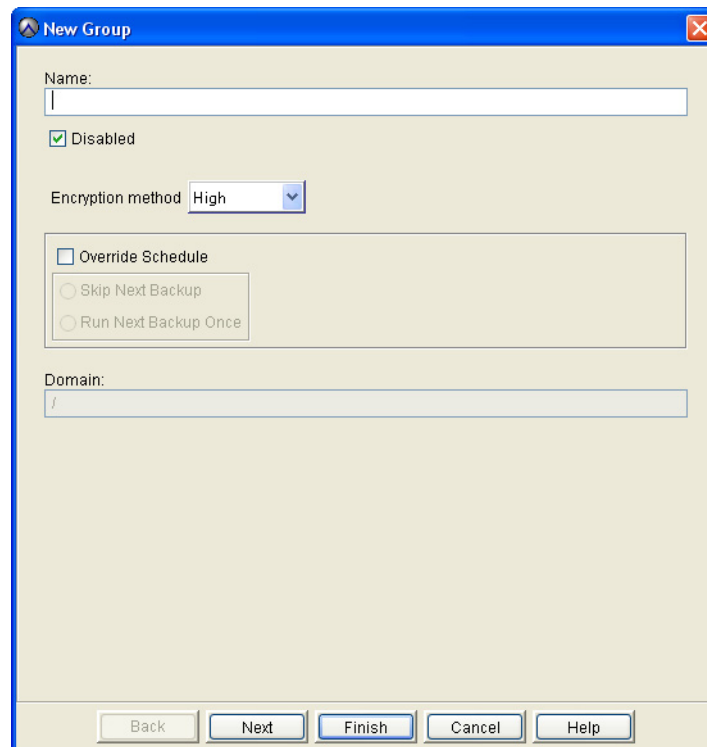 New Group
Name:
Disabled
Encryption method High
Override Schedule
Skip Next Backup
Run Next Backup Once
Domain:
/
Back Next Finish Cancel Help